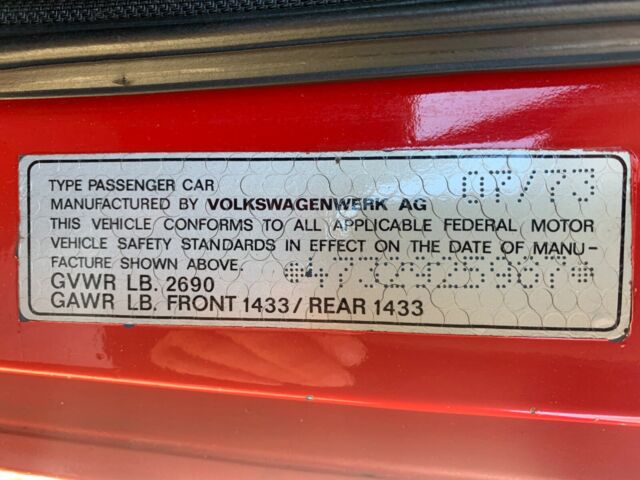 TYPE PASSENGER CAR 07/73
MANUFACTURED BY VOLKSWAGENWERK AG
THIS VEHICLE CONFORMS TO ALL APPLICABLE FEDERAL MOTOR
VEHICLE SAFETY STANDARDS IN EFFECT ON THE DATE OF MANU-
FACTURE SHOWN ABOVE.
GVWR LB. 2690
GAWR LB. FRONT 1433 / REAR 1433